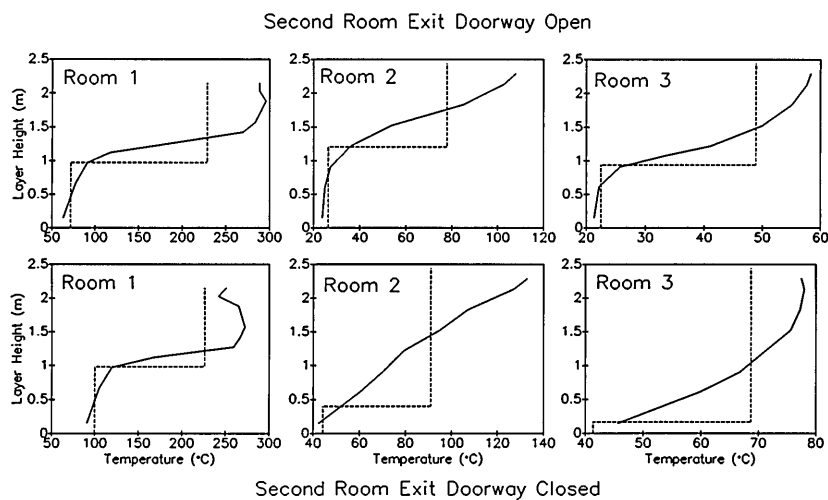 Second Room Exit Doorway Open
Room 1
Room 2
Room 3
Layer Height (m)
2.5
2
1.5
1
0.5
0
50 100 150 200 250 300
2.5
2
1.5
1
0.5
0
20 40 60 80 100 120
2.5
2
1.5
1
0.5
0
20 30 40 50 60
Room 1
Room 2
Room 3
Layer Height (m)
2.5
2
1.5
1
0.5
0
50 100 150 200 250 300
Temperature (°C)
2.5
2
1.5
1
0.5
0
40 60 80 100 120 140
Temperature (°C)
2.5
2
1.5
1
0.5
0
40 50 60 70 80
Temperature (°C)
Second Room Exit Doorway Closed